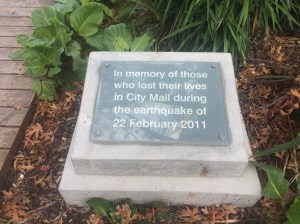 In memory of those
who lost their lives
in City Mall during
the earthquake of
22 February 2011